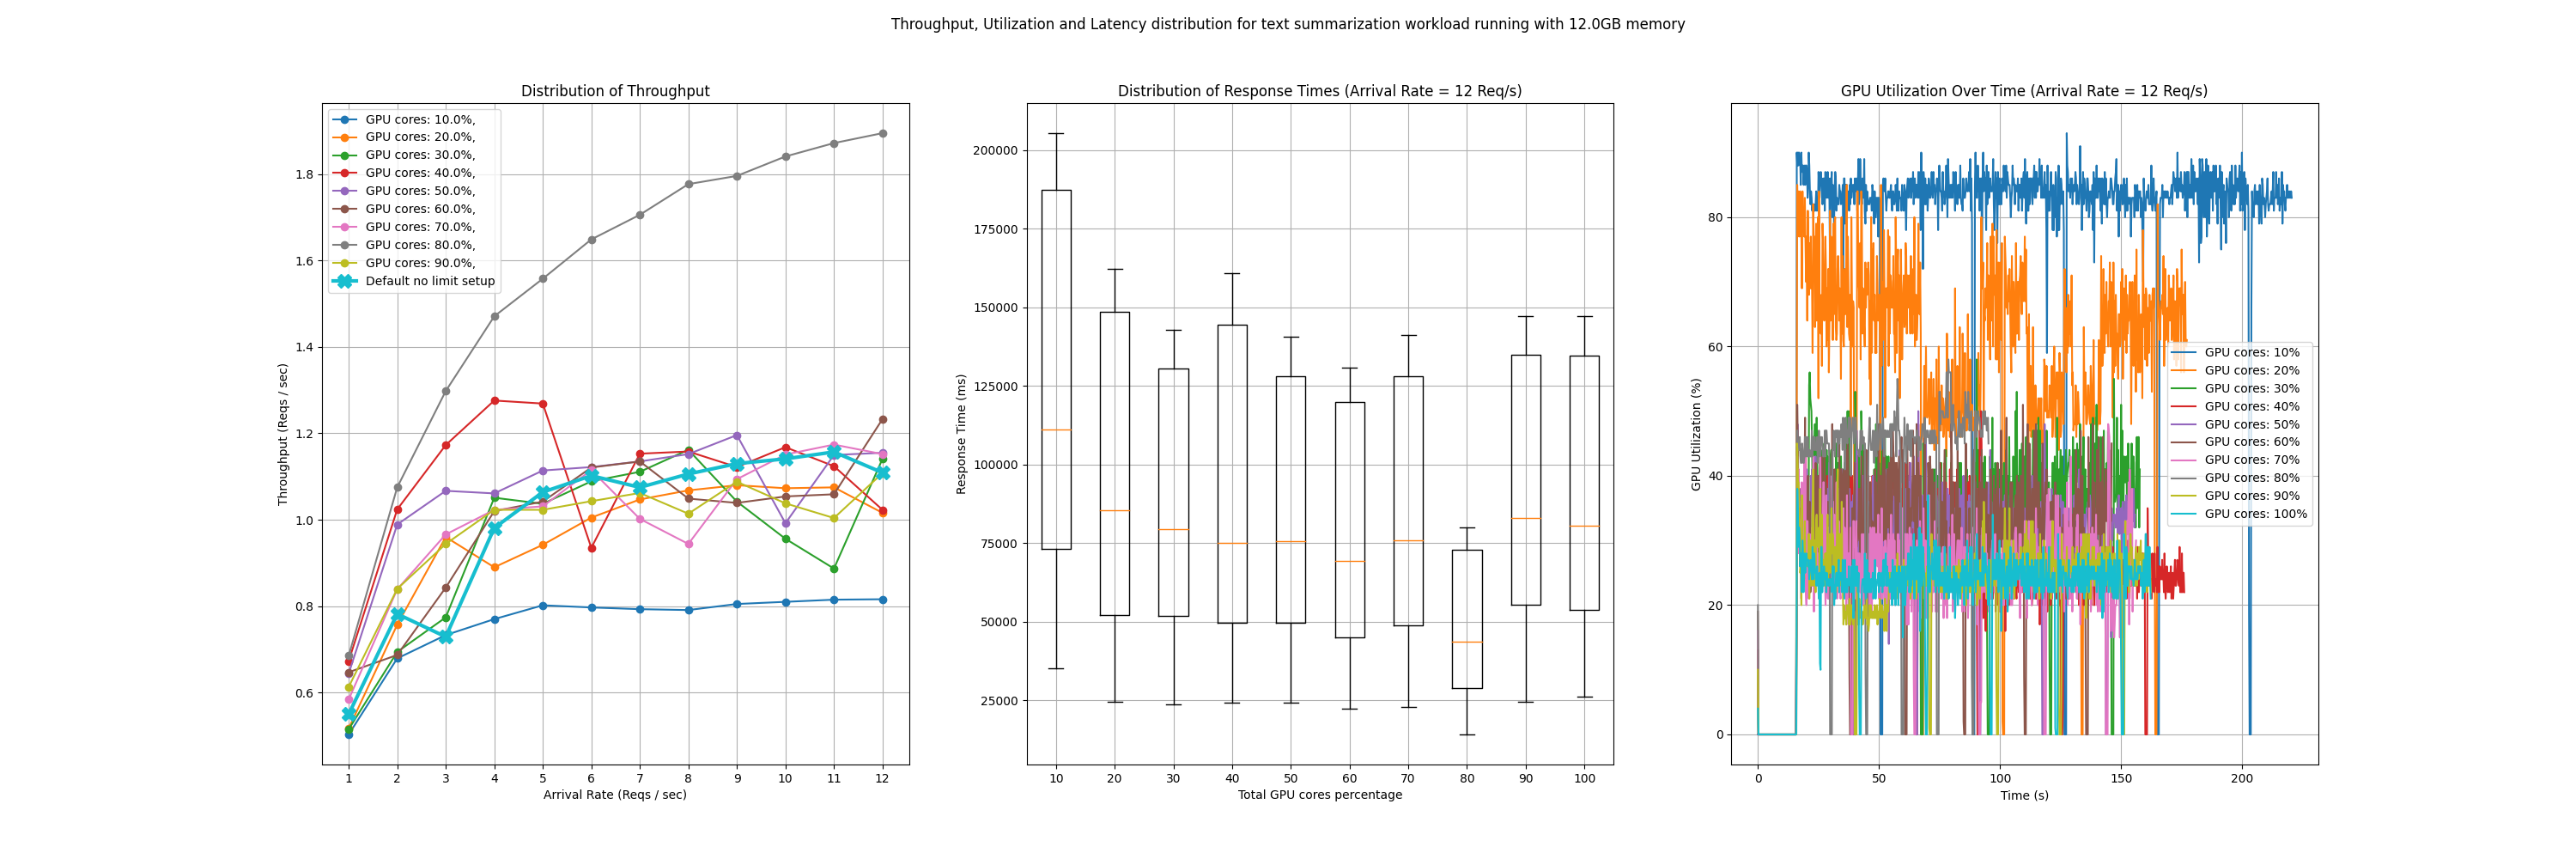 Throughput, Utilization and Latency distribution for text summarization workload running with 12.0GB memory
Distribution of Throughput
Throughput (Reqs / sec)
1.8
1.6
1.4
1.2
1.0
0.8
0.6
GPU cores: 10.0%,
GPU cores: 20.0%,
GPU cores: 30.0%,
GPU cores: 40.0%,
GPU cores: 50.0%,
GPU cores: 60.0%,
GPU cores: 70.0%,
GPU cores: 80.0%,
GPU cores: 90.0%,
Default no limit setup
1 2 3 4 5 6 7 8 9 10 11 12
Arrival Rate (Reqs / sec)
Distribution of Response Times (Arrival Rate = 12 Req/s)
Response Time (ms)
200000
175000
150000
125000
100000
75000
50000
25000
10 20 30 40 50 60 70 80 90 100
Total GPU cores percentage
GPU Utilization Over Time (Arrival Rate = 12 Req/s)
GPU Utilization (%)
80
60
40
20
0
GPU cores: 10%
GPU cores: 20%
GPU cores: 30%
GPU cores: 40%
GPU cores: 50%
GPU cores: 60%
GPU cores: 70%
GPU cores: 80%
GPU cores: 90%
GPU cores: 100%
0 50 100 150 200
Time (s)